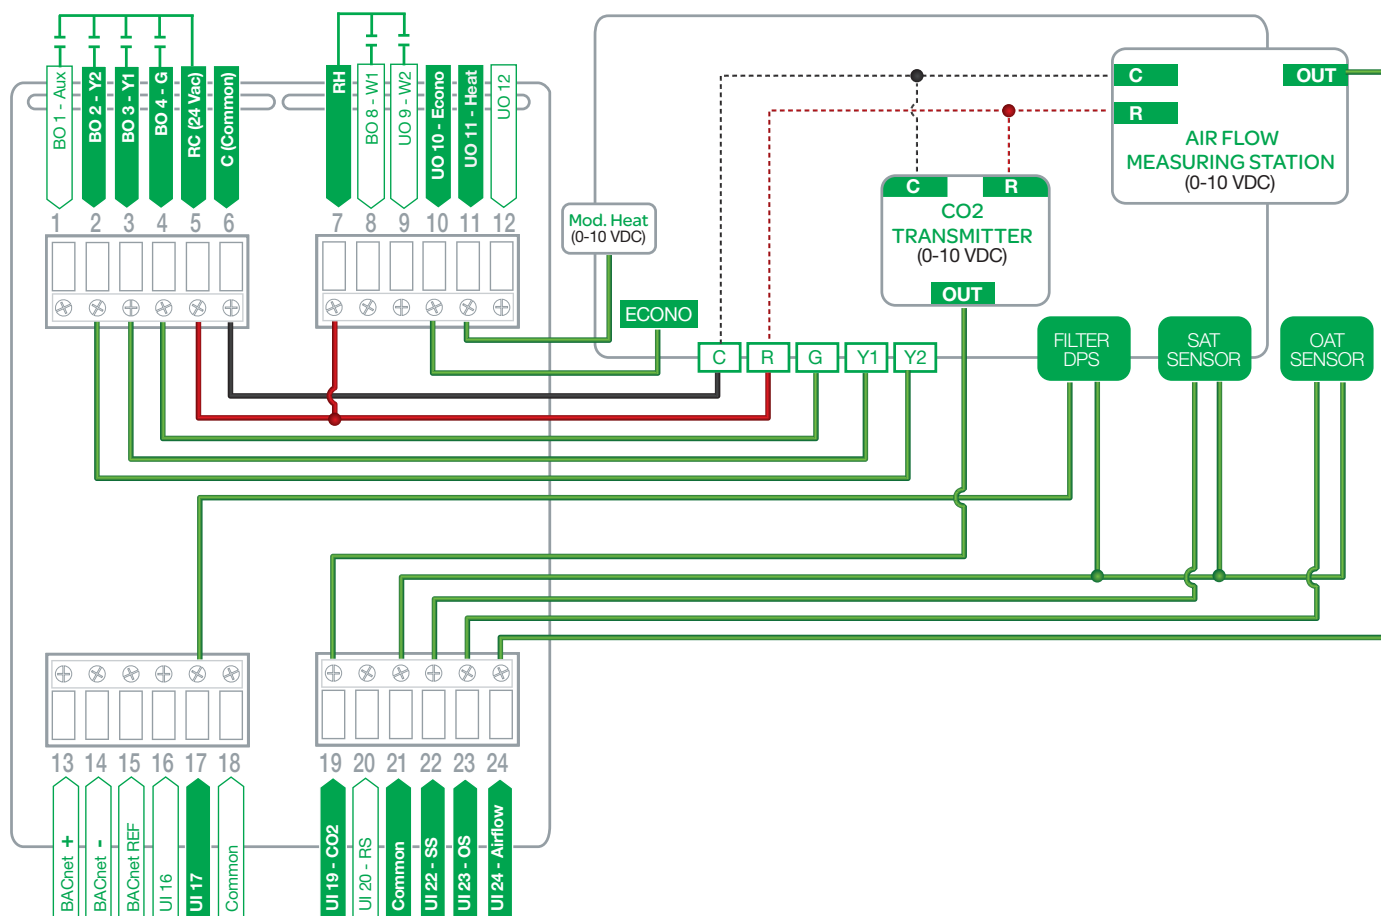 BO 1 - Aux
BO 2 - Y2
BO 3 - Y1
BO 4 - G
RC (24 Vac)
C (Common)
RH
BO 8 - W1
UO 9 - W2
UO 10 - Econo
UO 11 - Heat
UO 12
1 2 3 4 5 6
7 8 9 10 11 12
C
OUT
R
AIR FLOW
MEASURING STATION
(0-10 VDC)
C R
CO2
TRANSMITTER
(0-10 VDC)
OUT
Mod. Heat
(0-10 VDC)
ECONO
C R G Y1 Y2
FILTER
DPS
SAT
SENSOR
OAT
SENSOR
13 14 15 16 17 18
19 20 21 22 23 24
BACnet +
BACnet -
BACnet REF
UI 16
UI 17
Common
UI 19 - CO2
UI 20 - RS
Common
UI 22 - SS
UI 23 - OS
UI 24 - Airflow